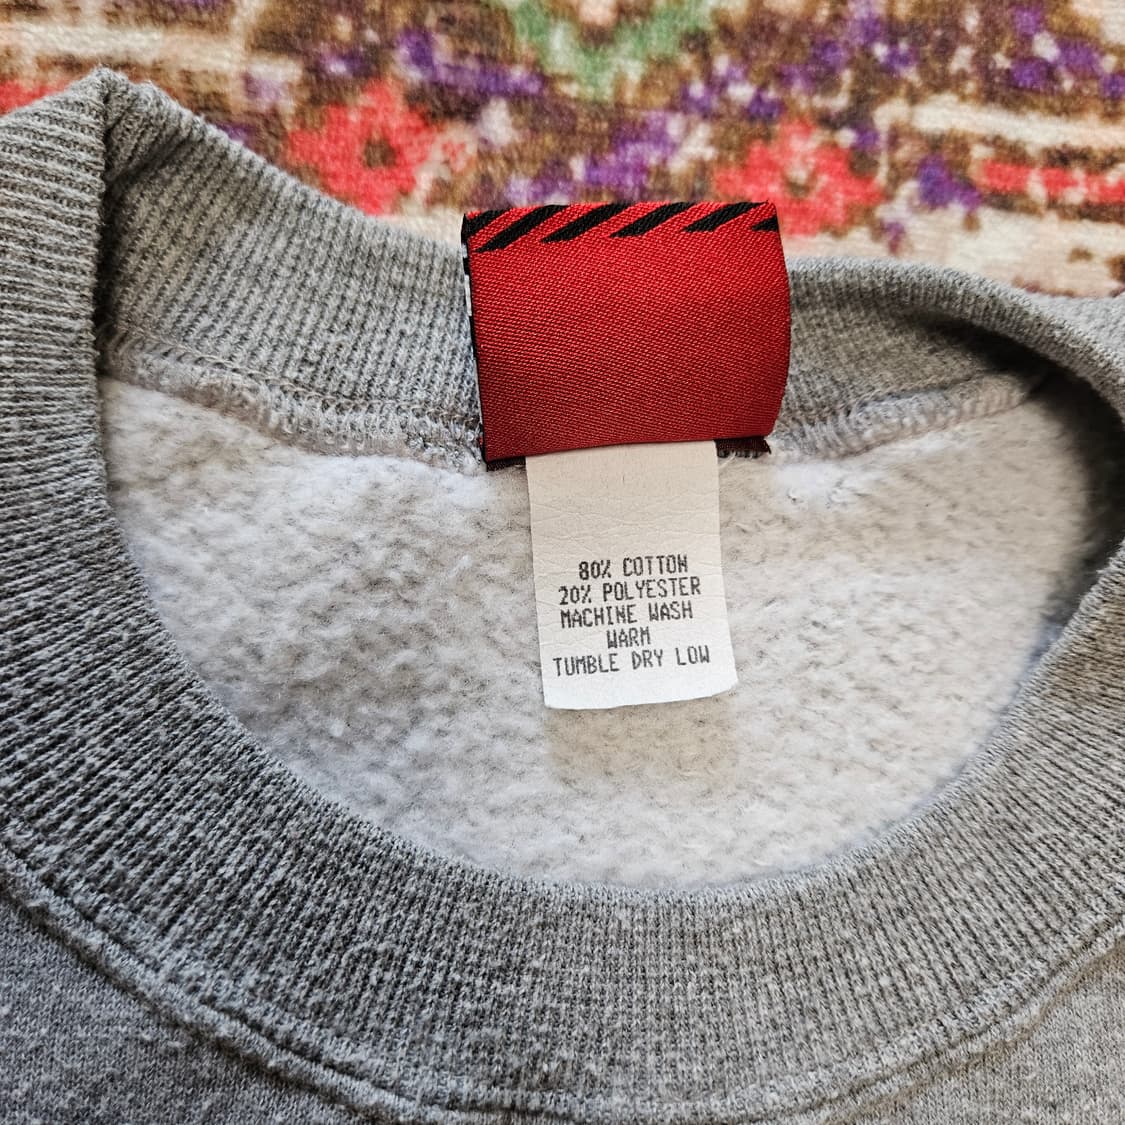 80% COTTON
20% POLYESTER
MACHINE WASH
WARM
TUMBLE DRY LOW